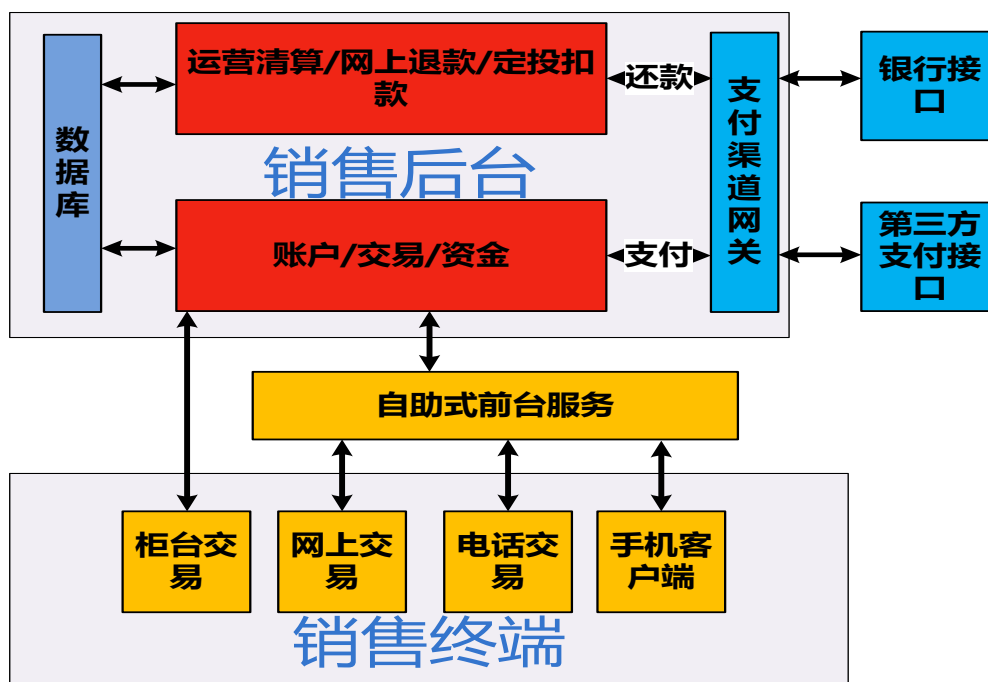 运营清算/网上退款/定投扣
款
还款
银行接
口
数
据
库
支
付
渠
道
网
关
销售后台
账户/交易/资金
支付
第三方
支付接
口
自助式前台服务
柜台交
易
网上交
易
电话交
易
手机客
户端
销售终端